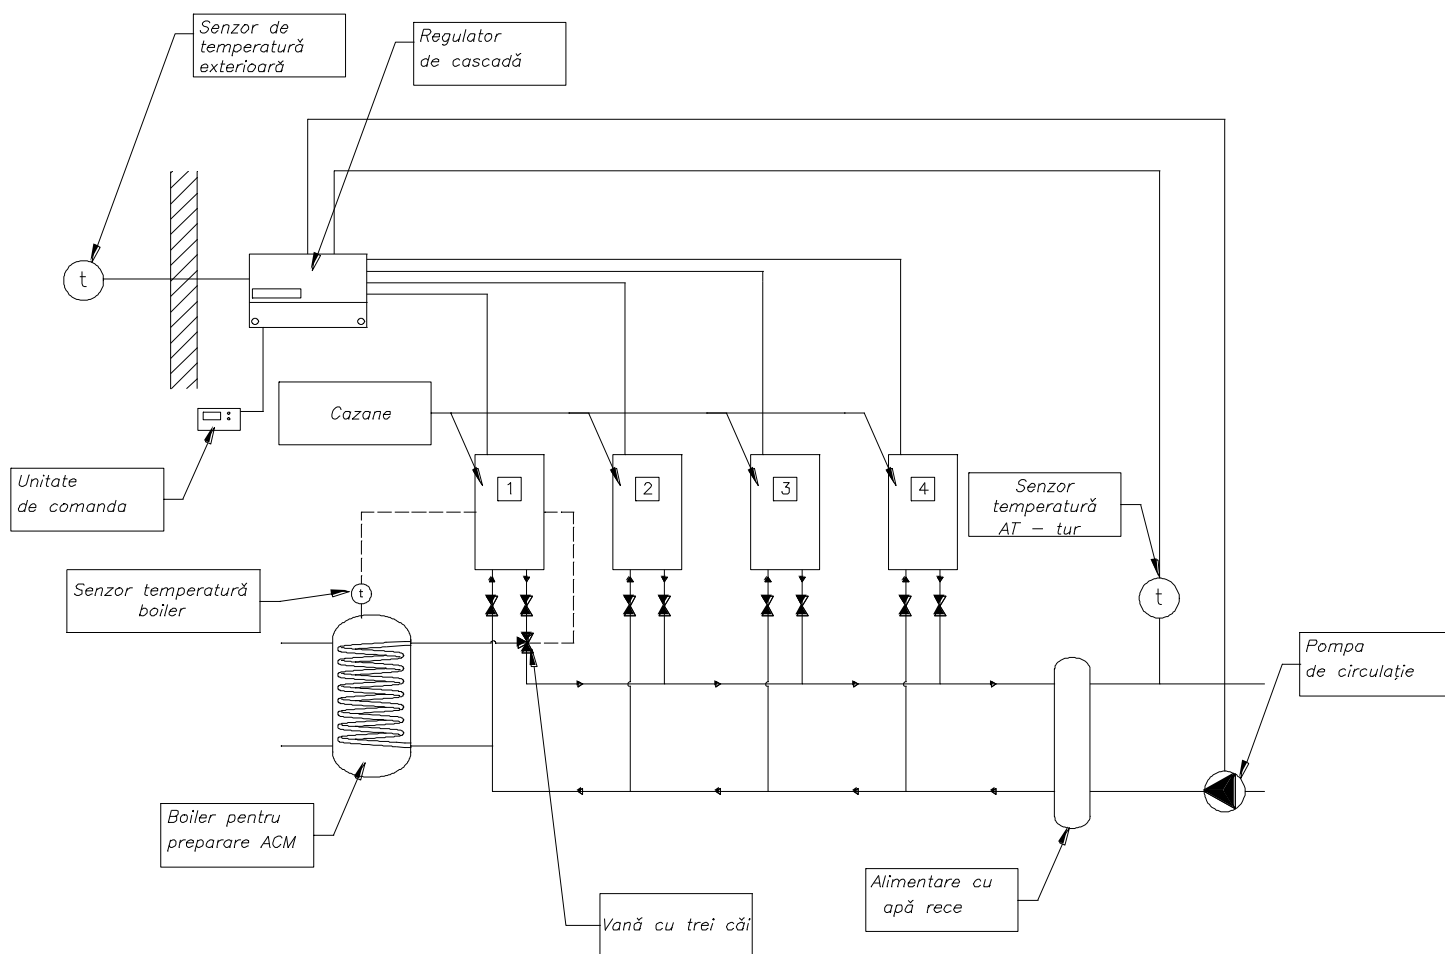 Senzor de
temperatură
exterioară
Regulator
de cascadă
t
Cazane
Unitate
de comanda
1
2
3
4
Senzor
temperatură
AT - tur
Senzor temperatură
boiler
t
t
Pompa
de circulație
Boiler pentru
preparare ACM
Alimentare cu
apă rece
Vană cu trei căi